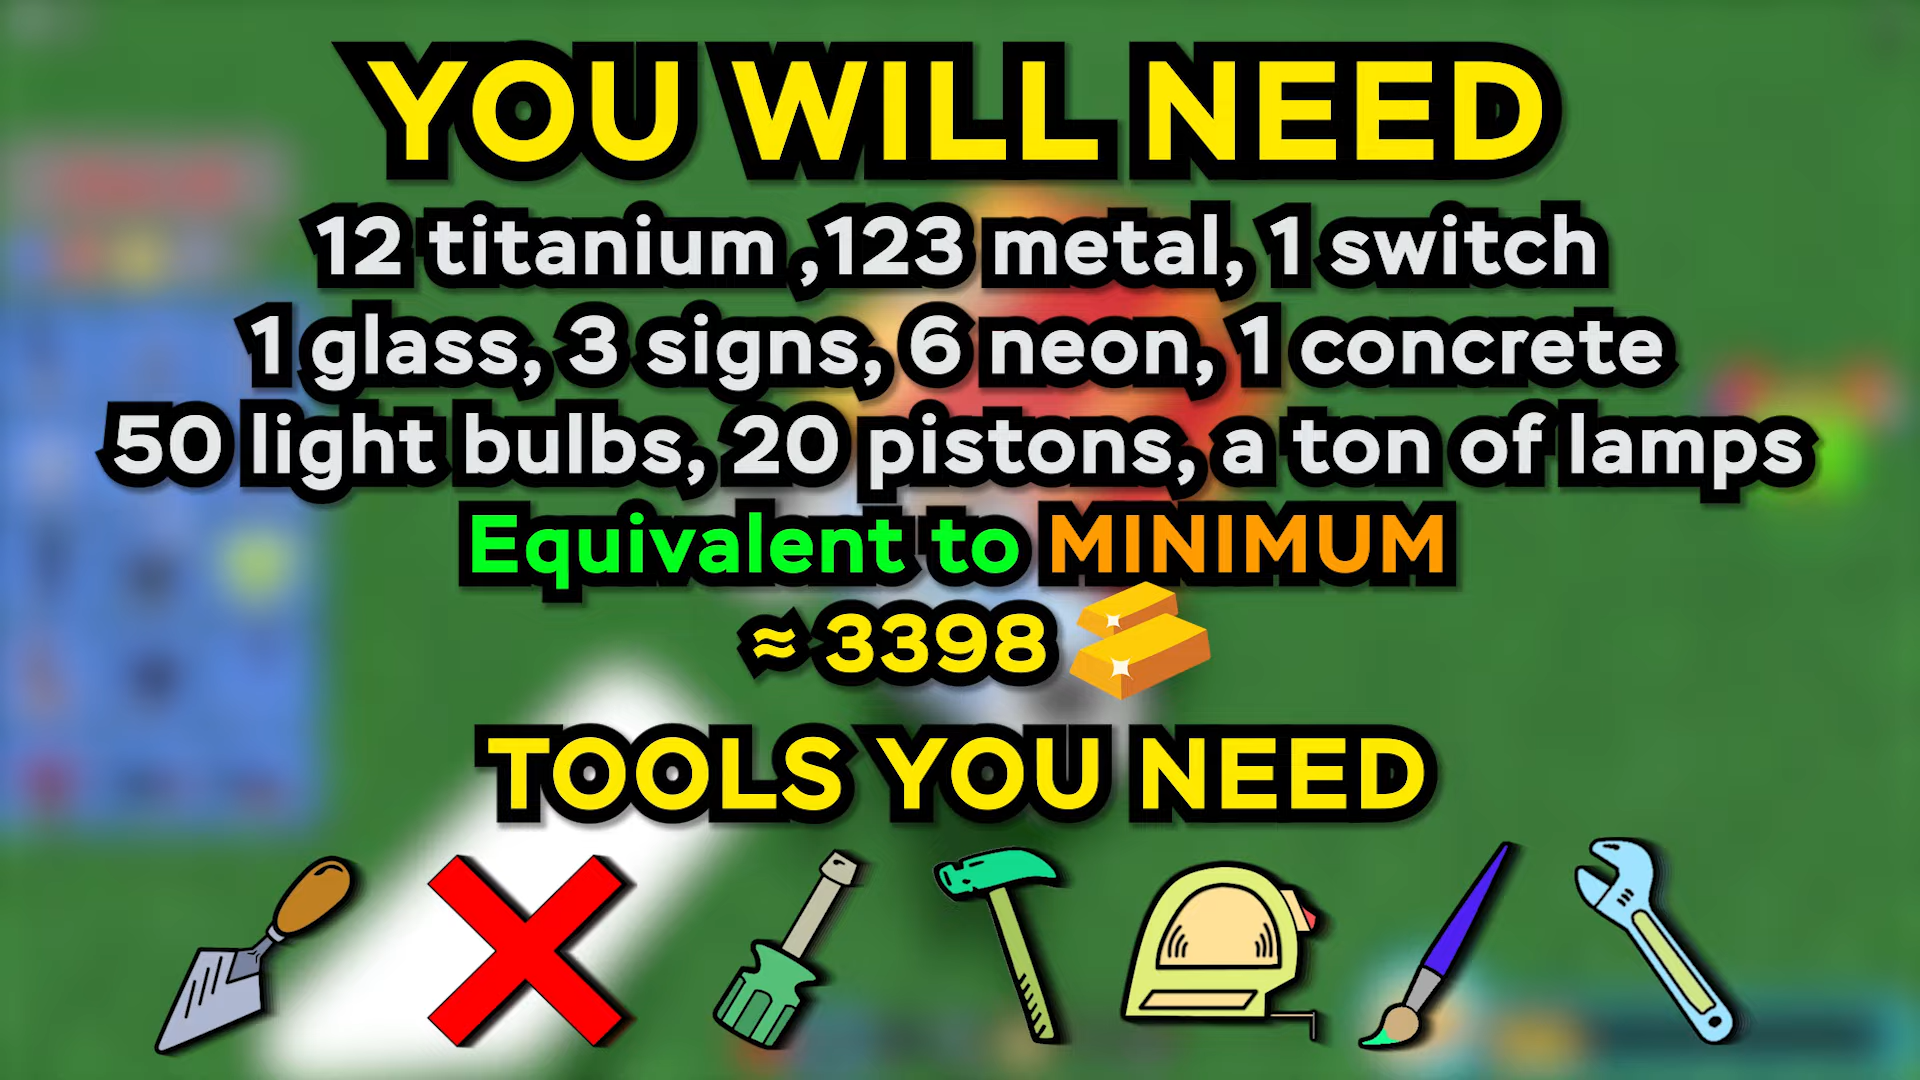 YOU WILL NEED
12 titanium ,123 metal, 1 switch
1 glass, 3 signs, 6 neon, 1 concrete
50 light bulbs, 20 pistons, a ton of lamps
Equivalent to MINIMUM
≈ 3398
TOOLS YOU NEED